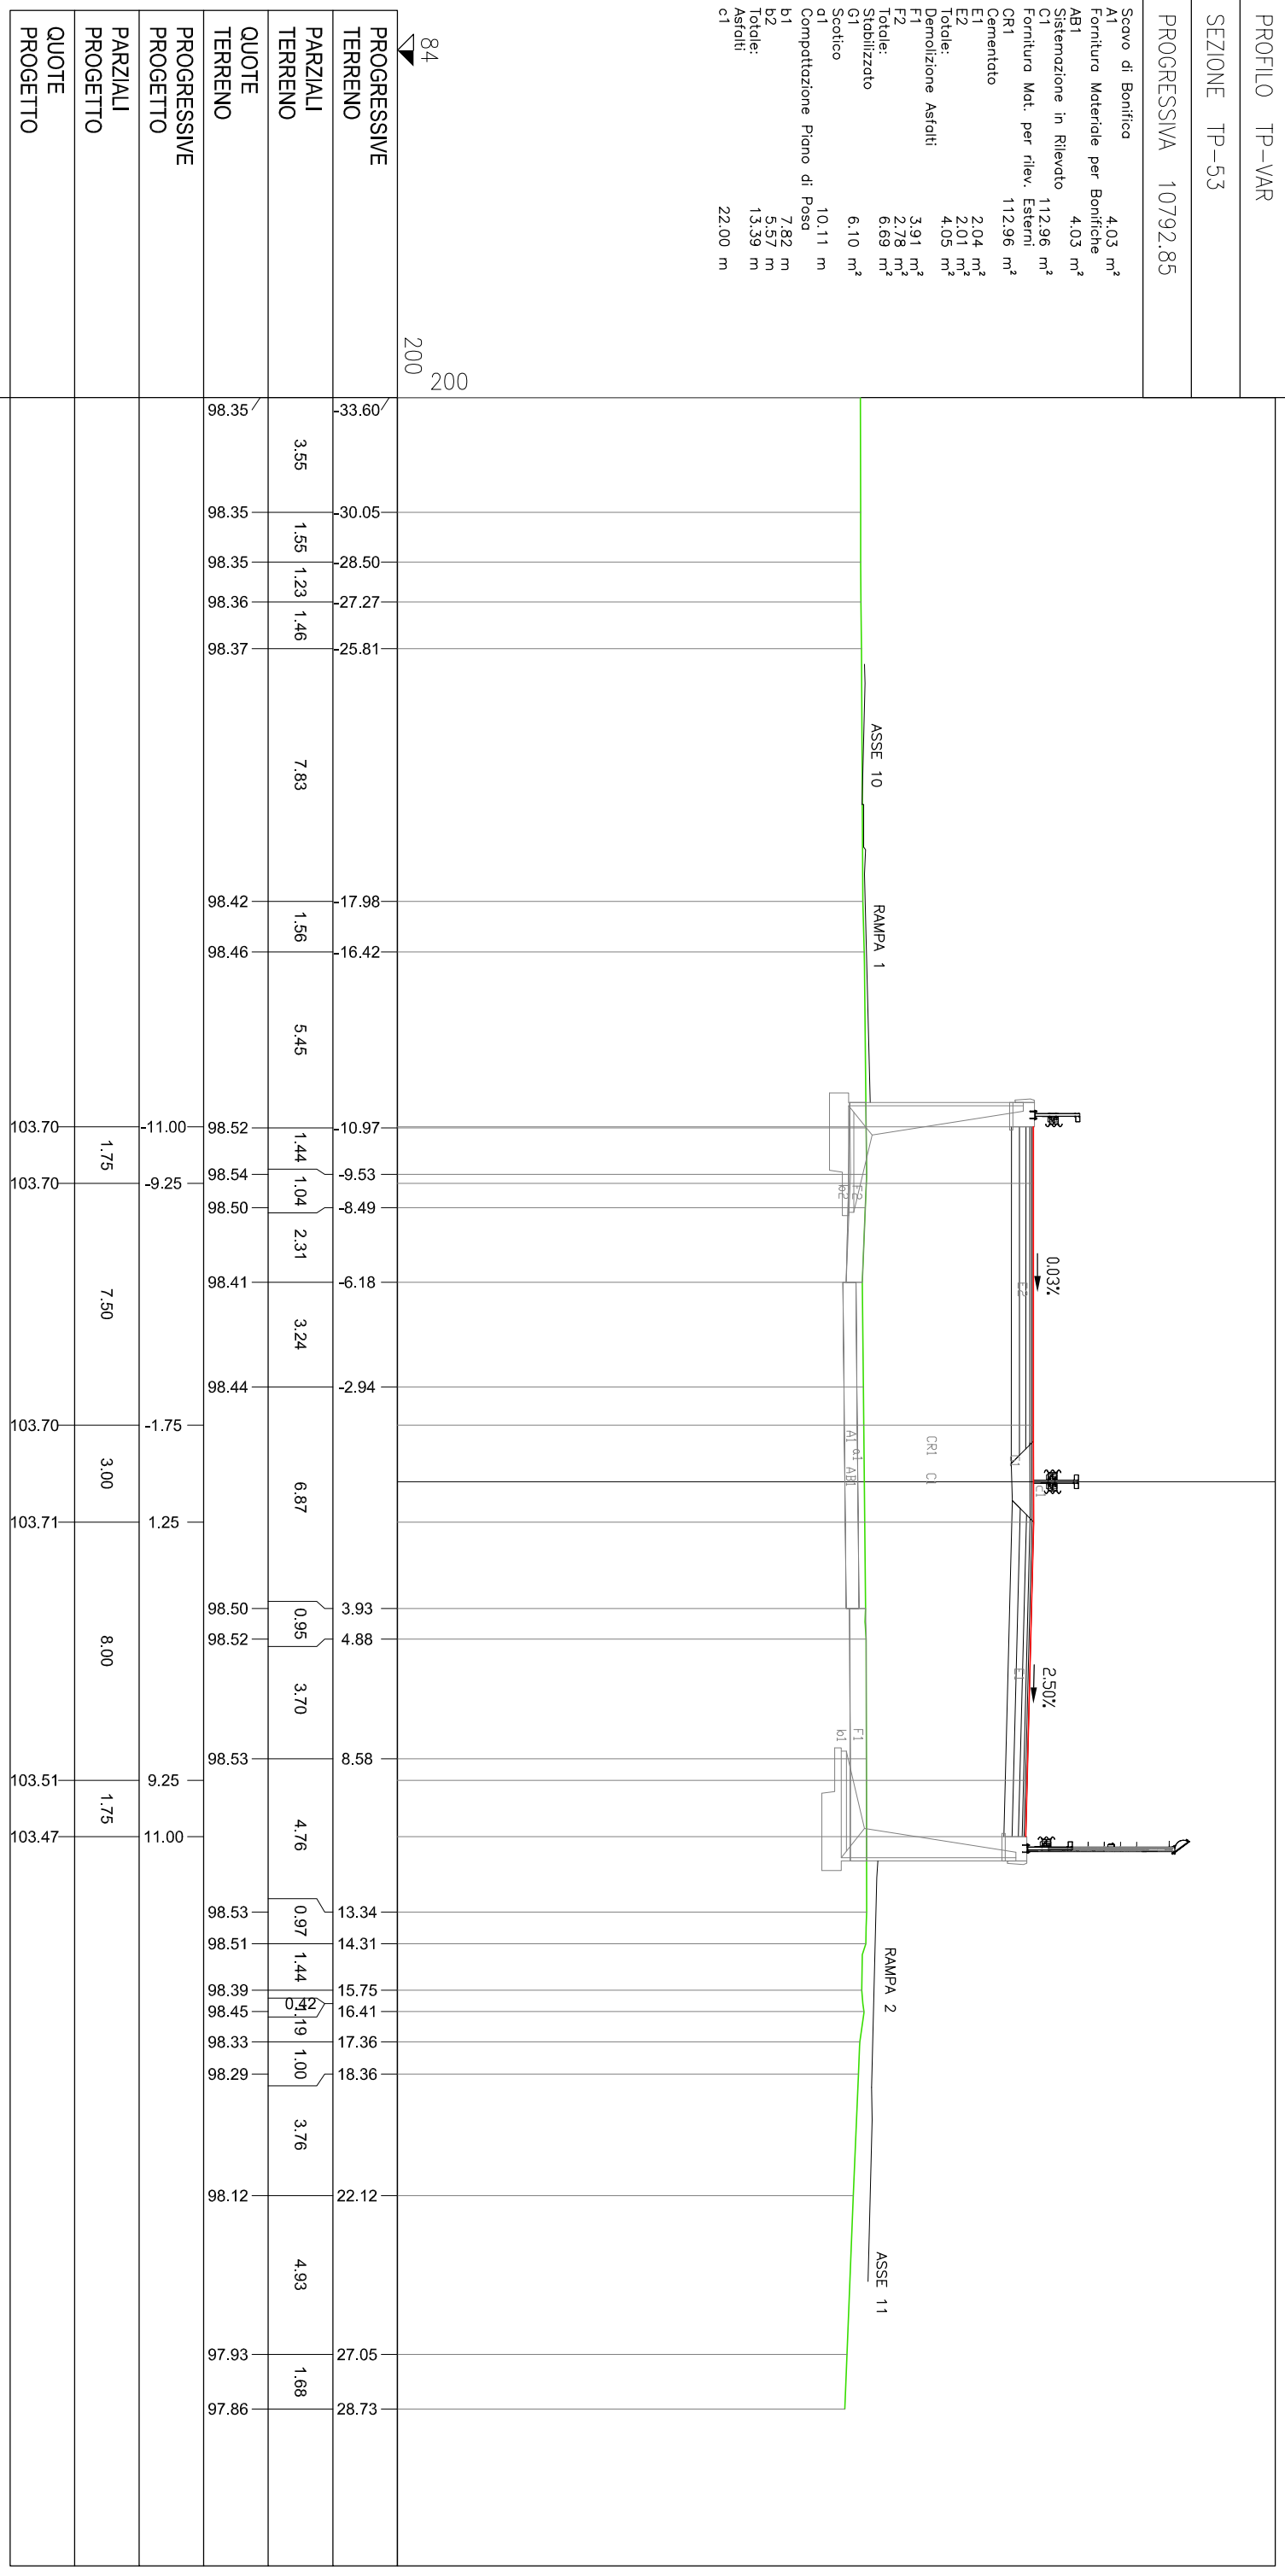 PROFILO TP-VAR
SEZIONE TP-53
PROGRESSIVA 10792.85
Scavo di Bonifica
A1 4.03 m²
Fornitura Materiale per Bonifiche
AB1 4.03 m²
Sistemazione in Rilevato
C1 112.96 m²
Fornitura Mat. per rilev. Esterni
CR1 112.96 m²
Cementato
E1 2.04 m²
E2 2.01 m²
Totale: 4.05 m²
Demolizione Asfalti
F1 3.91 m²
F2 2.78 m²
Totale: 6.69 m²
Stabilizzato
G1 6.10 m²
Scotico
a1 10.11 m
Compattazione Piano di Posa
b1 7.82 m
b2 5.57 m
Totale: 13.39 m
Asfalti
c1 22.00 m
200
200
84
0.03%
2.50%
E2
c1
E1
CR1 C1
A1 a1 AB1
F2
b2
F1
b1
ASSE 10
RAMPA 1
RAMPA 2
ASSE 11
PROGRESSIVE TERRENO
-33.60 -30.05 -28.50 -27.27 -25.81 -17.98 -16.42 -10.97 -9.53 -8.49 -6.18 -2.94 3.93 4.88 8.58 13.34 14.31 15.75 16.41 17.36 18.36 22.12 27.05 28.73
PARZIALI TERRENO
3.55 1.55 1.23 1.46 7.83 1.56 5.45 1.44 1.04 2.31 3.24 6.87 0.95 3.70 4.76 0.97 1.44 0.42 1.19 1.00 3.76 4.93 1.68
QUOTE TERRENO
98.35 98.35 98.35 98.36 98.37 98.42 98.46 98.52 98.54 98.50 98.41 98.44 98.50 98.52 98.53 98.53 98.51 98.39 98.45 98.33 98.29 98.12 97.93 97.86
PROGRESSIVE PROGETTO
-11.00 -9.25 -1.75 1.25 9.25 11.00
PARZIALI PROGETTO
1.75 7.50 3.00 8.00 1.75
QUOTE PROGETTO
103.70 103.70 103.70 103.71 103.51 103.47